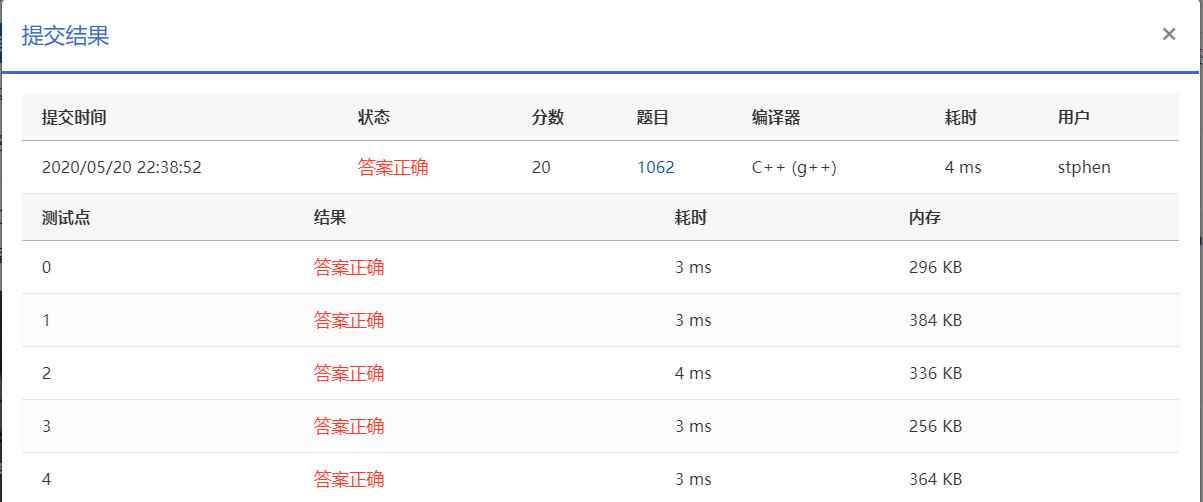 提交结果
×
提交时间 状态 分数 题目 编译器 耗时 用户
2020/05/20 22:38:52 答案正确 20 1062 C++ (g++) 4 ms stphen
测试点 结果 耗时 内存
0 答案正确 3 ms 296 KB
1 答案正确 3 ms 384 KB
2 答案正确 4 ms 336 KB
3 答案正确 3 ms 256 KB
4 答案正确 3 ms 364 KB